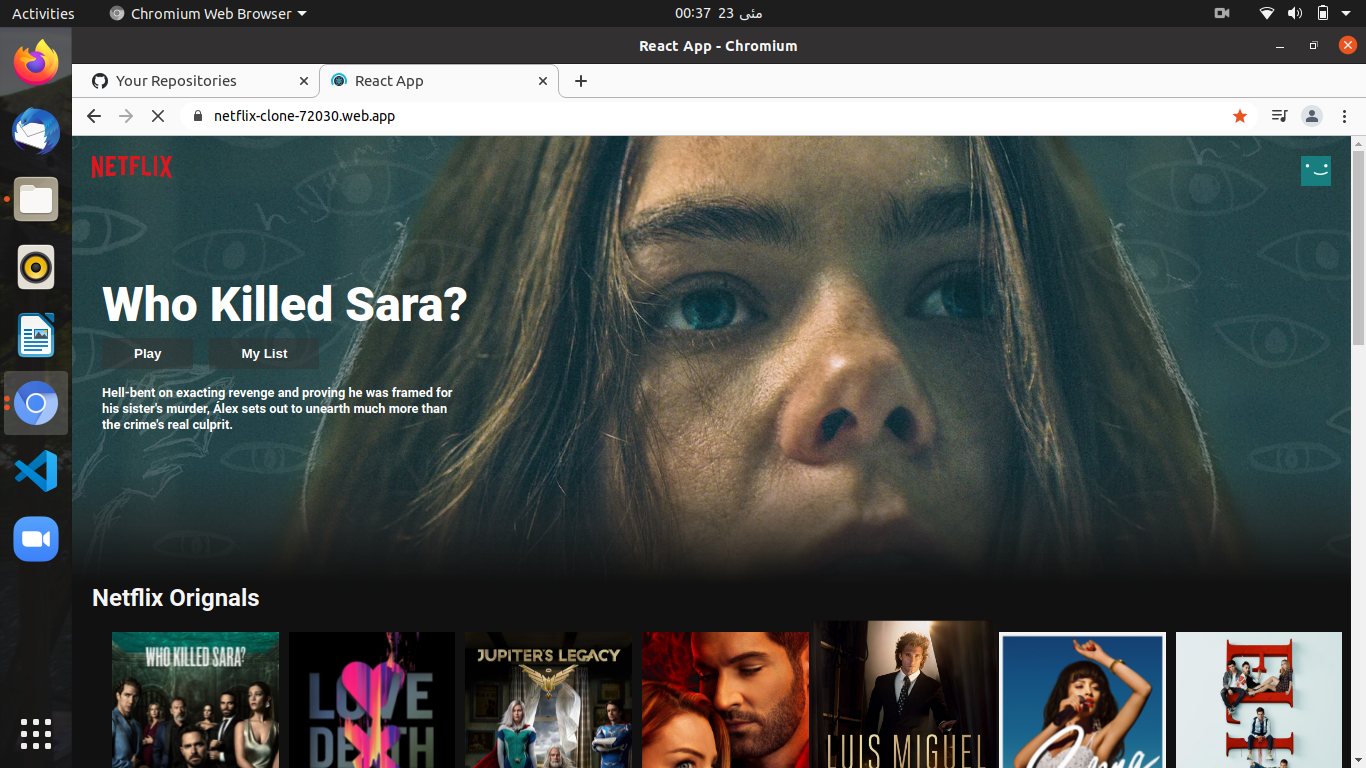 Activities
Chromium Web Browser
00:37 23 مئی
React App - Chromium
Your Repositories
React App
netflix-clone-72030.web.app
NETFLIX
Who Killed Sara?
Play
My List
Hell-bent on exacting revenge and proving he was framed for
his sister's murder, Álex sets out to unearth much more than
the crime's real culprit.
Netflix Orignals
WHO KILLED SARA?
LOVE
DEATH
JUPITER'S LEGACY
LUIS MIGUEL